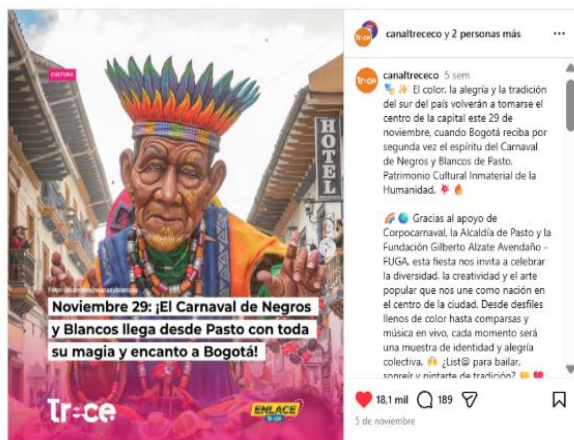 CULTURA
HOTEL
Noviembre 29: ¡El Carnaval de Negros
y Blancos llega desde Pasto con toda
su magia y encanto a Bogotá!
Trece
ENLACE
trece
canaltrececo y 2 personas más
canaltrececo 5 sem
El color, la alegría y la tradición
del sur del país volverán a tomarse el
centro de la capital este 29 de
noviembre, cuando Bogotá reciba por
segunda vez el espíritu del Carnaval
de Negros y Blancos de Pasto,
Patrimonio Cultural Inmaterial de la
Humanidad.
Gracias al apoyo de
Corpocarnaval, la Alcaldía de Pasto y la
Fundación Gilberto Alzate Avendaño -
FUGA, esta fiesta nos invita a celebrar
la diversidad, la creatividad y el arte
popular que nos une como nación en
el centro de la ciudad. Desde desfiles
llenos de color hasta comparsas y
música en vivo, cada momento será
una muestra de identidad y alegría
colectiva. ¿List@ para bailar,
sonreír y pintarte de tradición?
18,1 mil 189
5 de noviembre